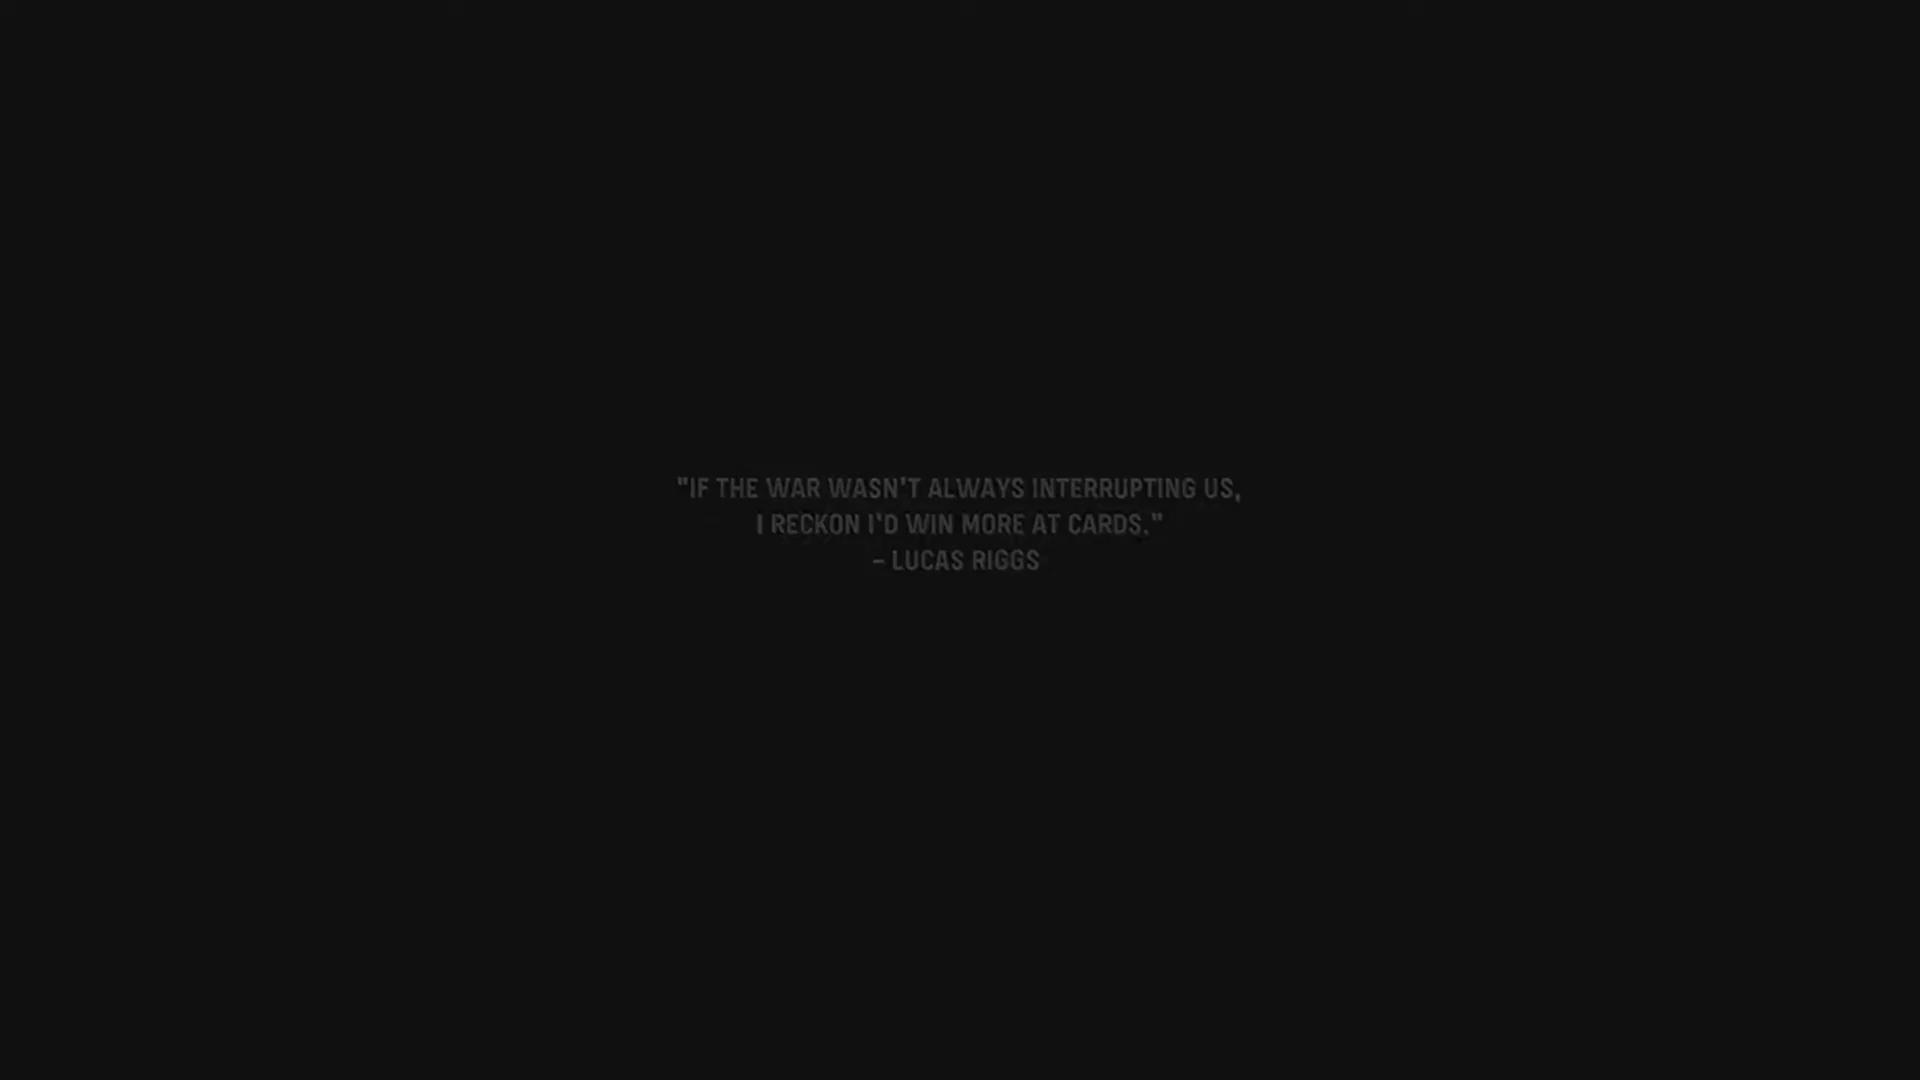 "IF THE WAR WASN'T ALWAYS INTERRUPTING US,
I RECKON I'D WIN MORE AT CARDS."
– LUCAS RIGGS